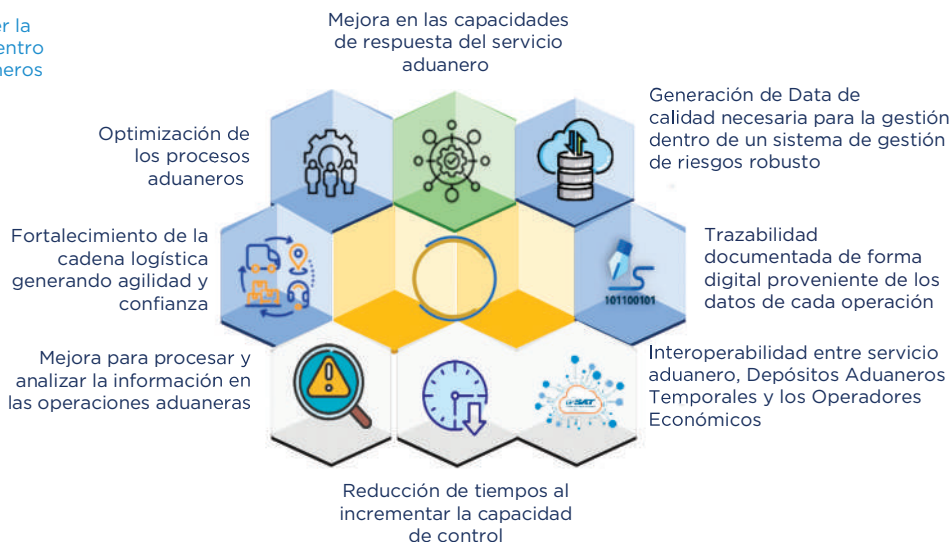 Mejora en las capacidades
de respuesta del servicio
aduanero
Optimización de
los procesos
aduaneros
Generación de Data de
calidad necesaria para la gestión
dentro de un sistema de gestión
de riesgos robusto
Fortalecimiento de la
cadena logística
generando agilidad y
confianza
101100101
Trazabilidad
documentada de forma
digital proveniente de los
datos de cada operación
Mejora para procesar y
analizar la información en
las operaciones aduaneras
SAT
Interoperabilidad entre servicio
aduanero, Depósitos Aduaneros
Temporales y los Operadores
Económicos
Reducción de tiempos al
incrementar la capacidad
de control